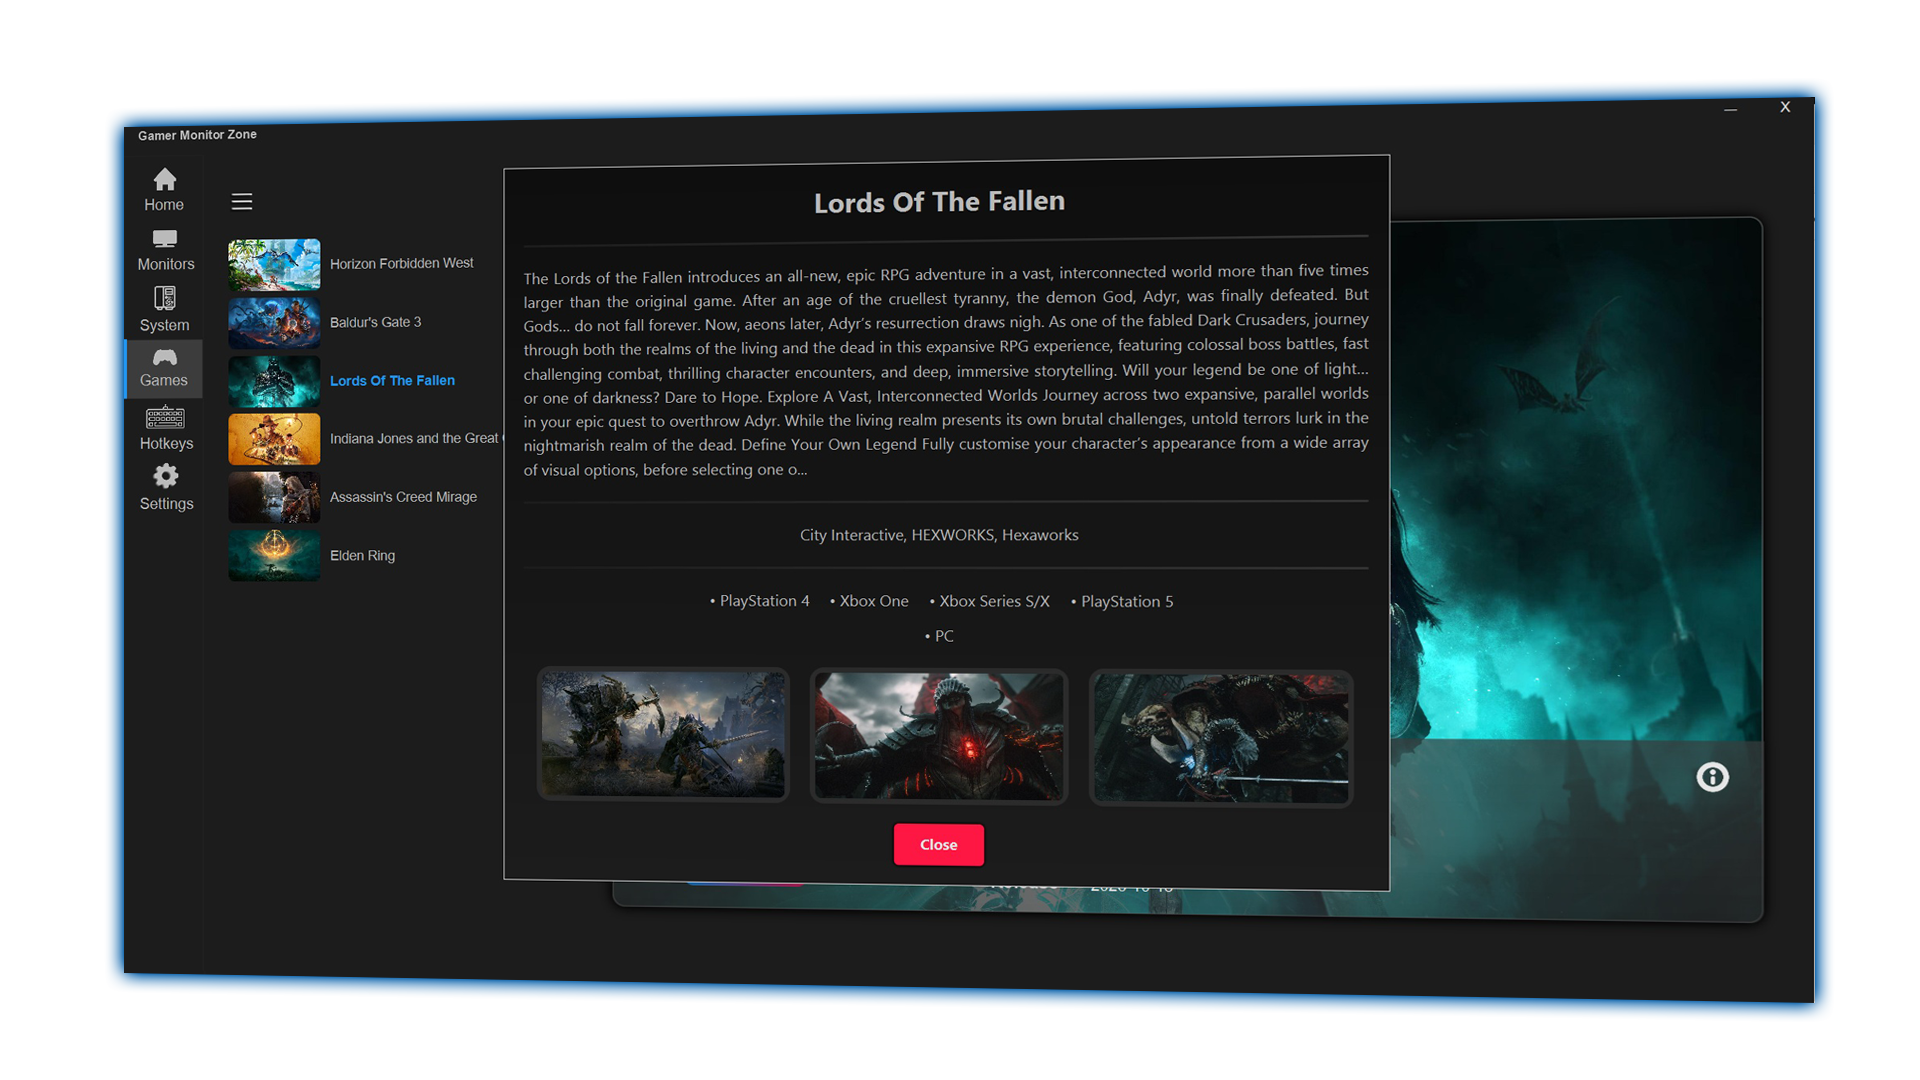 Gamer Monitor Zone
X
Home
Monitors
System
Games
Hotkeys
Settings
Horizon Forbidden West
Baldur's Gate 3
Lords Of The Fallen
Indiana Jones and the Great
Assassin's Creed Mirage
Elden Ring
Lords Of The Fallen
The Lords of the Fallen introduces an all-new, epic RPG adventure in a vast, interconnected world more than five times
larger than the original game. After an age of the cruellest tyranny, the demon God, Adyr, was finally defeated. But
Gods... do not fall forever. Now, aeons later, Adyr’s resurrection draws nigh. As one of the fabled Dark Crusaders, journey
through both the realms of the living and the dead in this expansive RPG experience, featuring colossal boss battles, fast
challenging combat, thrilling character encounters, and deep, immersive storytelling. Will your legend be one of light...
or one of darkness? Dare to Hope. Explore A Vast, Interconnected Worlds Journey across two expansive, parallel worlds
in your epic quest to overthrow Adyr. While the living realm presents its own brutal challenges, untold terrors lurk in the
nightmarish realm of the dead. Define Your Own Legend Fully customise your character’s appearance from a wide array
of visual options, before selecting one o...
City Interactive, HEXWORKS, Hexaworks
• PlayStation 4 • Xbox One • Xbox Series S/X • PlayStation 5
• PC
Close